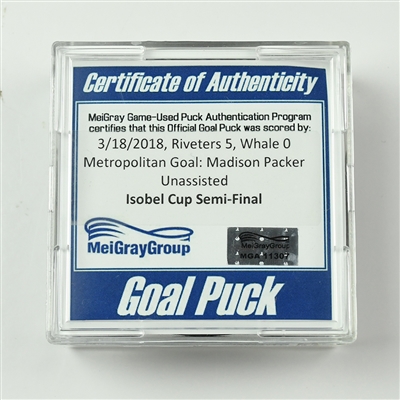 Certificate of Authenticity
MeiGray Game-Used Puck Authentication Program
certifies that this Official Goal Puck was scored by:
3/18/2018, Riveters 5, Whale 0
Metropolitan Goal: Madison Packer
Unassisted
Isobel Cup Semi-Final
MeiGrayGroup
MeiGrayGroup
MGA 11307
Goal Puck